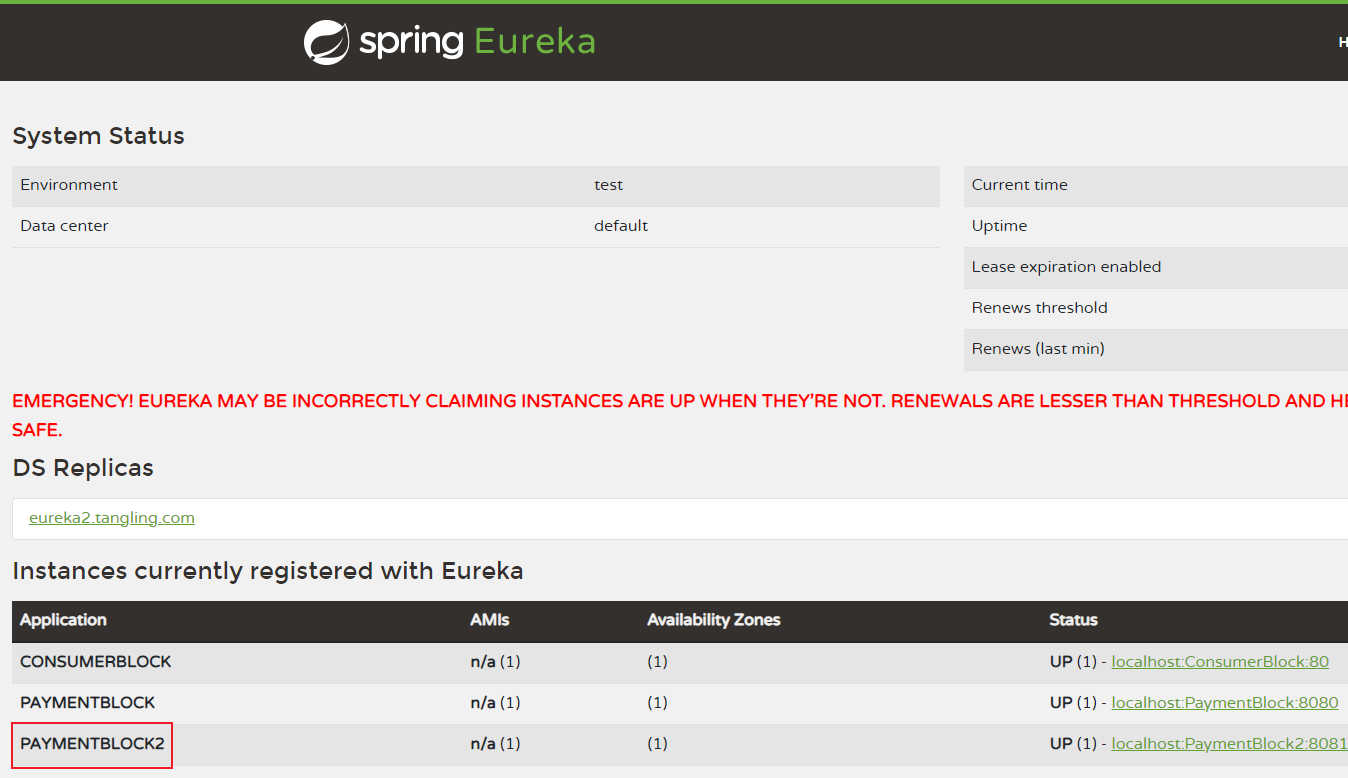 spring Eureka
H
System Status
Environment test
Data center default
Current time
Uptime
Lease expiration enabled
Renews threshold
Renews (last min)
EMERGENCY! EUREKA MAY BE INCORRECTLY CLAIMING INSTANCES ARE UP WHEN THEY'RE NOT. RENEWALS ARE LESSER THAN THRESHOLD AND HE
SAFE.
DS Replicas
eureka2.tangling.com
Instances currently registered with Eureka
Application AMIs Availability Zones Status
CONSUMERBLOCK n/a (1) (1) UP (1) - localhost:ConsumerBlock:80
PAYMENTBLOCK n/a (1) (1) UP (1) - localhost:PaymentBlock:8080
PAYMENTBLOCK2 n/a (1) (1) UP (1) - localhost:PaymentBlock2:8081